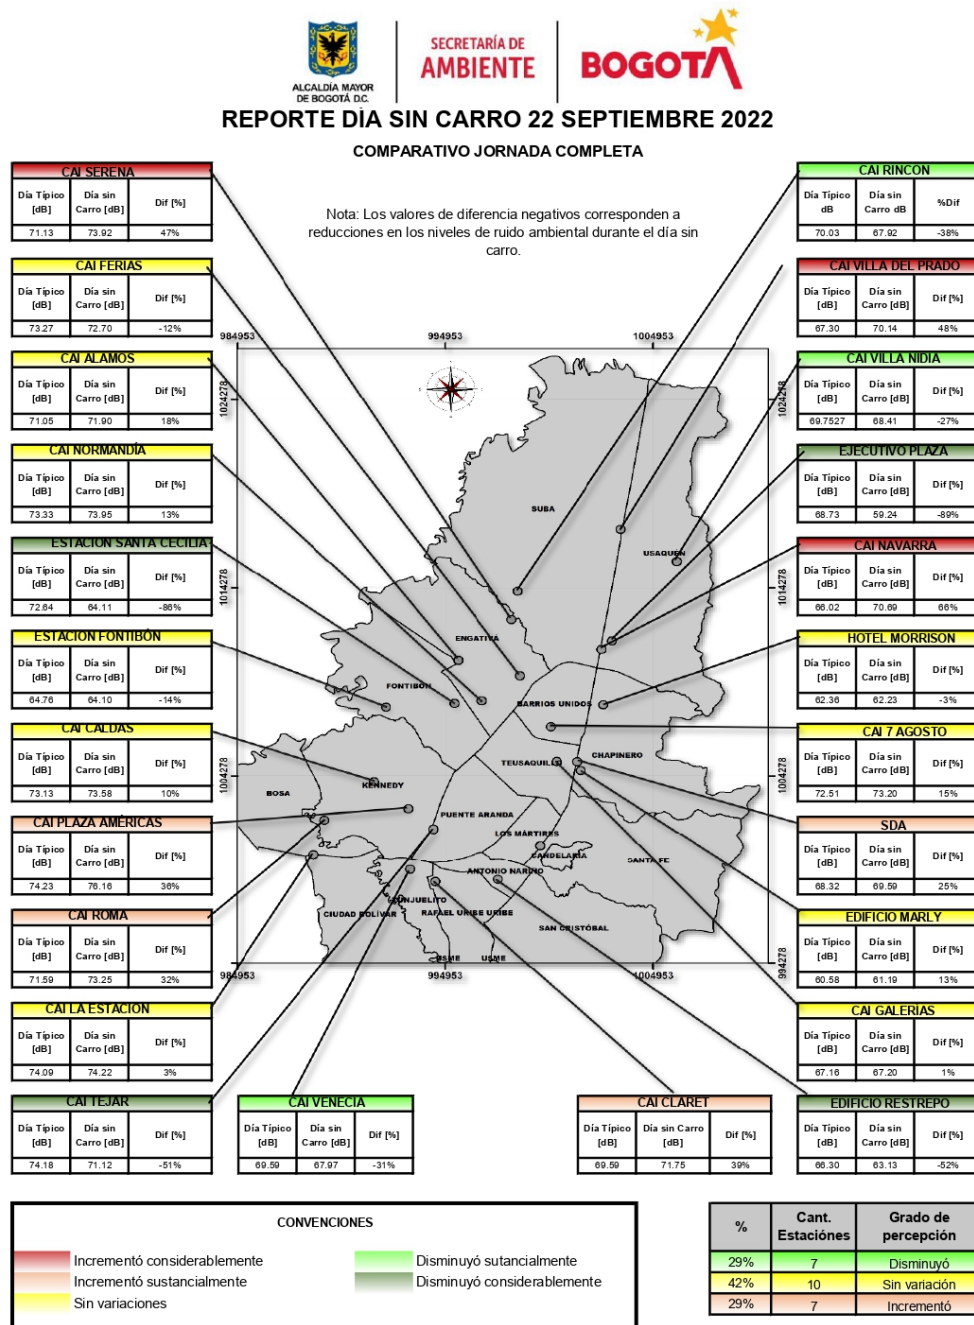 ALCALDÍA MAYOR
DE BOGOTÁ D.C.
SECRETARÍA DE
AMBIENTE
BOGOTÁ
REPORTE DÍA SIN CARRO 22 SEPTIEMBRE 2022
COMPARATIVO JORNADA COMPLETA
Nota: Los valores de diferencia negativos corresponden a
reducciones en los niveles de ruido ambiental durante el día sin
carro.
CAI SERENA
Día Típico [dB] Día sin Carro [dB] Dif [%]
71.13 73.92 47%
CAI FERIAS
Día Típico [dB] Día sin Carro [dB] Dif [%]
73.27 72.70 -12%
CAI ALAMOS
Día Típico [dB] Día sin Carro [dB] Dif [%]
71.05 71.90 18%
CAI NORMANDÍA
Día Típico [dB] Día sin Carro [dB] Dif [%]
73.33 73.95 13%
ESTACION SANTA CECILIA
Día Típico [dB] Día sin Carro [dB] Dif [%]
72.64 64.11 -86%
ESTACION FONTIBÓN
Día Típico [dB] Día sin Carro [dB] Dif [%]
64.76 64.10 -14%
CAI CALDAS
Día Típico [dB] Día sin Carro [dB] Dif [%]
73.13 73.58 10%
CAI PLAZA AMÉRICAS
Día Típico [dB] Día sin Carro [dB] Dif [%]
74.23 76.16 36%
CAI ROMA
Día Típico [dB] Día sin Carro [dB] Dif [%]
71.59 73.25 32%
CAI LA ESTACION
Día Típico [dB] Día sin Carro [dB] Dif [%]
74.09 74.22 3%
CAI TEJAR
Día Típico [dB] Día sin Carro [dB] Dif [%]
74.18 71.12 -51%
CAI VENECIA
Día Típico [dB] Día sin Carro [dB] Dif [%]
69.59 67.97 -31%
CAI CLARET
Día Típico [dB] Día sin Carro [dB] Dif [%]
69.59 71.75 39%
CAI RINCON
Día Típico dB Día sin Carro dB %Dif
70.03 67.92 -38%
CAI VILLA DEL PRADO
Día Típico [dB] Día sin Carro [dB] Dif [%]
67.30 70.14 48%
CAI VILLA NIDIA
Día Típico [dB] Día sin Carro [dB] Dif [%]
69.7527 68.41 -27%
EJECUTIVO PLAZA
Día Típico [dB] Día sin Carro [dB] Dif [%]
68.73 59.24 -89%
CAI NAVARRA
Día Típico [dB] Día sin Carro [dB] Dif [%]
66.02 70.69 66%
HOTEL MORRISON
Día Típico [dB] Día sin Carro [dB] Dif [%]
62.36 62.23 -3%
CAI 7 AGOSTO
Día Típico [dB] Día sin Carro [dB] Dif [%]
72.51 73.20 15%
SDA
Día Típico [dB] Día sin Carro [dB] Dif [%]
68.32 69.59 25%
EDIFICIO MARLY
Día Típico [dB] Día sin Carro [dB] Dif [%]
60.58 61.19 13%
CAI GALERÍAS
Día Típico [dB] Día sin Carro [dB] Dif [%]
67.16 67.20 1%
EDIFICIO RESTREPO
Día Típico [dB] Día sin Carro [dB] Dif [%]
66.30 63.13 -52%
984953 994953 1004953
1024278 1024278
1014278 1014278
1004278 1004278
994278
984953 994953 1004953
SUBA
USAQUÉN
ENGATIVÁ
FONTIBÓN
BARRIOS UNIDOS
CHAPINERO
TEUSAQUILLO
KENNEDY
BOSA
PUENTE ARANDA
LOS MÁRTIRES
CANDELARIA
SANTA FE
ANTONIO NARIÑO
TUNJUELITO
CIUDAD BOLÍVAR
RAFAEL URIBE URIBE
SAN CRISTÓBAL
USME USME
CONVENCIONES
Incrementó considerablemente
Incrementó sustancialmente
Sin variaciones
Disminuyó sutancialmente
Disminuyó considerablemente
% Cant. Estaciónes Grado de percepción
29% 7 Disminuyó
42% 10 Sin variación
29% 7 Incrementó